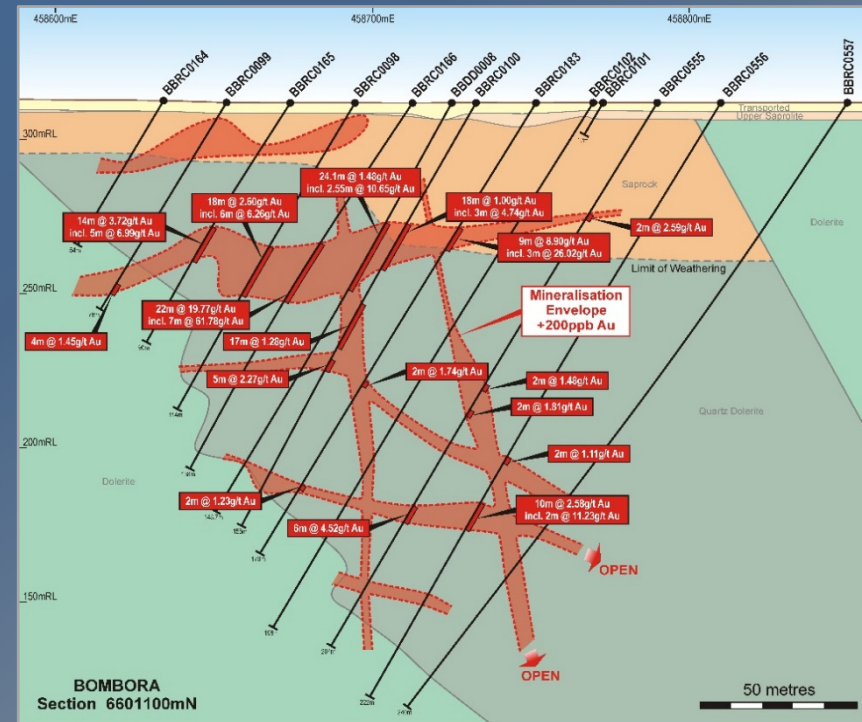 458600mE
458700mE
458800mE
BBRC0164
BBRC0099
BBRC0165
BBRC0098
BBRC0166
BBDD0008
BBRC0100
BBRC0183
BBRC0102
BBRC0101
BBRC0555
BBRC0556
BBRC0557
Transported
Upper Saprolite
300mRL
Saprock
Dolerite
24.1m @ 1.48g/t Au
incl. 2.55m @ 10.65g/t Au
18m @ 2.60g/t Au
incl. 6m @ 6.26g/t Au
18m @ 1.00g/t Au
incl. 3m @ 4.74g/t Au
14m @ 3.72g/t Au
incl. 5m @ 6.99g/t Au
2m @ 2.59g/t Au
9m @ 8.90g/t Au
incl. 3m @ 26.02g/t Au
Limit of Weathering
250mRL
22m @ 19.77g/t Au
incl. 7m @ 61.78g/t Au
Mineralisation
Envelope
+200ppb Au
4m @ 1.45g/t Au
17m @ 1.28g/t Au
5m @ 2.27g/t Au
2m @ 1.74g/t Au
2m @ 1.48g/t Au
2m @ 1.81g/t Au
Quartz Dolerite
200mRL
2m @ 1.11g/t Au
Dolerite
2m @ 1.23g/t Au
10m @ 2.58g/t Au
incl. 2m @ 11.23g/t Au
6m @ 4.52g/t Au
OPEN
150mRL
OPEN
BOMBORA
Section 6601100mN
50 metres